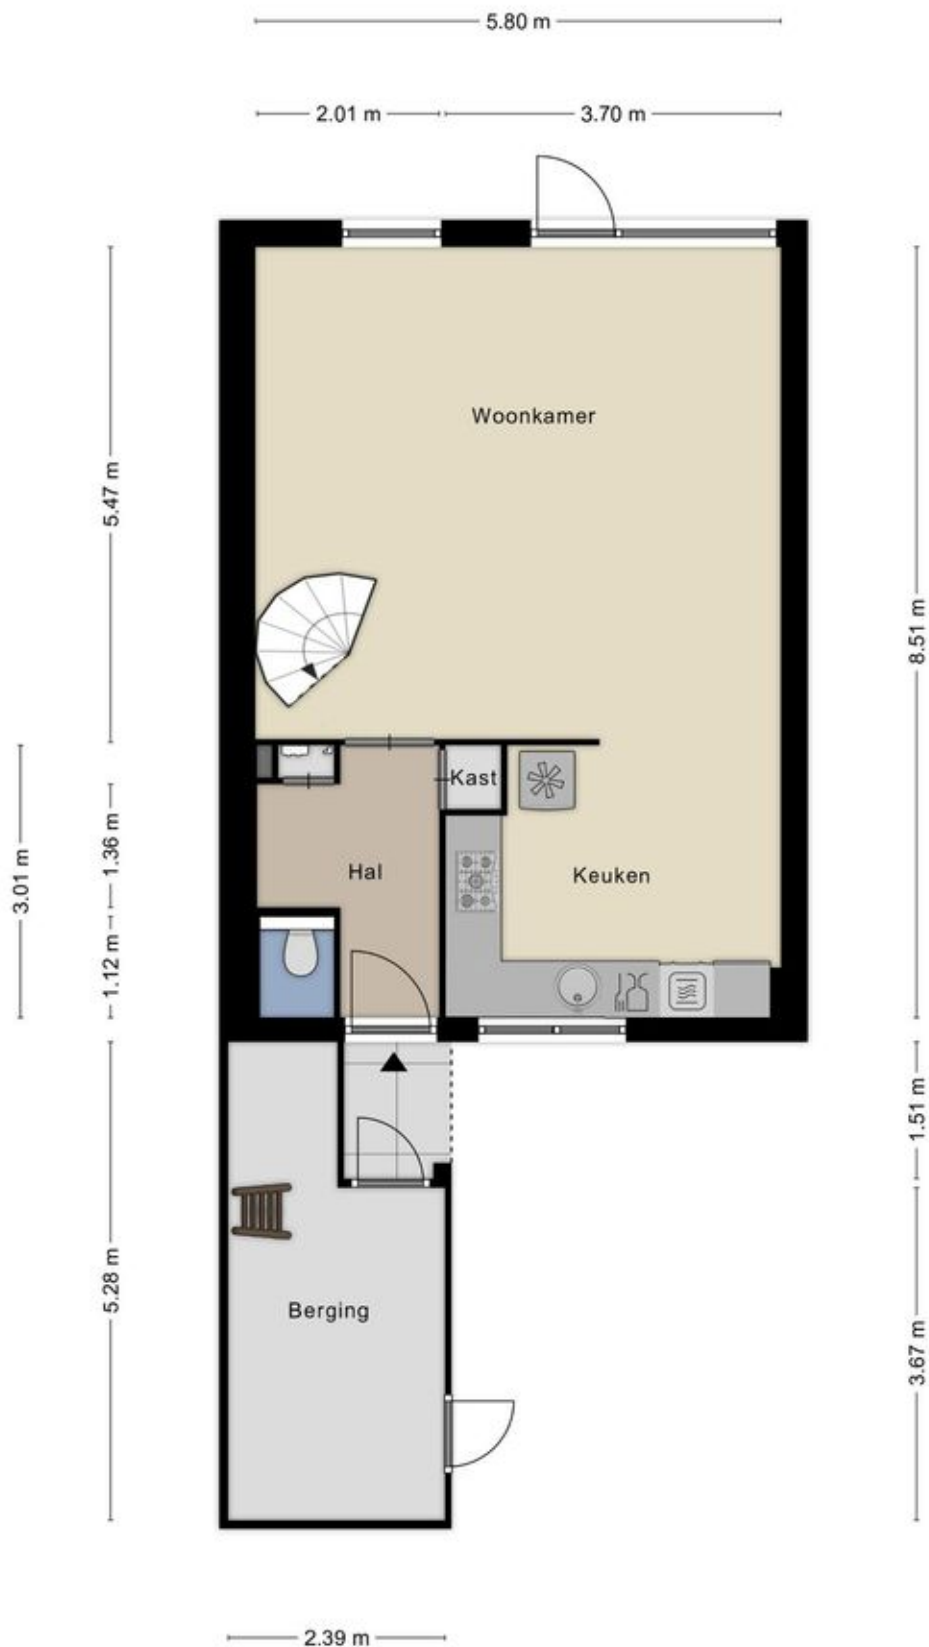 5.80 m
2.01 m
3.70 m
Woonkamer
5.47 m
8.51 m
3.01 m
1.36 m
1.12 m
Kast
Hal
Keuken
1.51 m
5.28 m
3.67 m
Berging
2.39 m